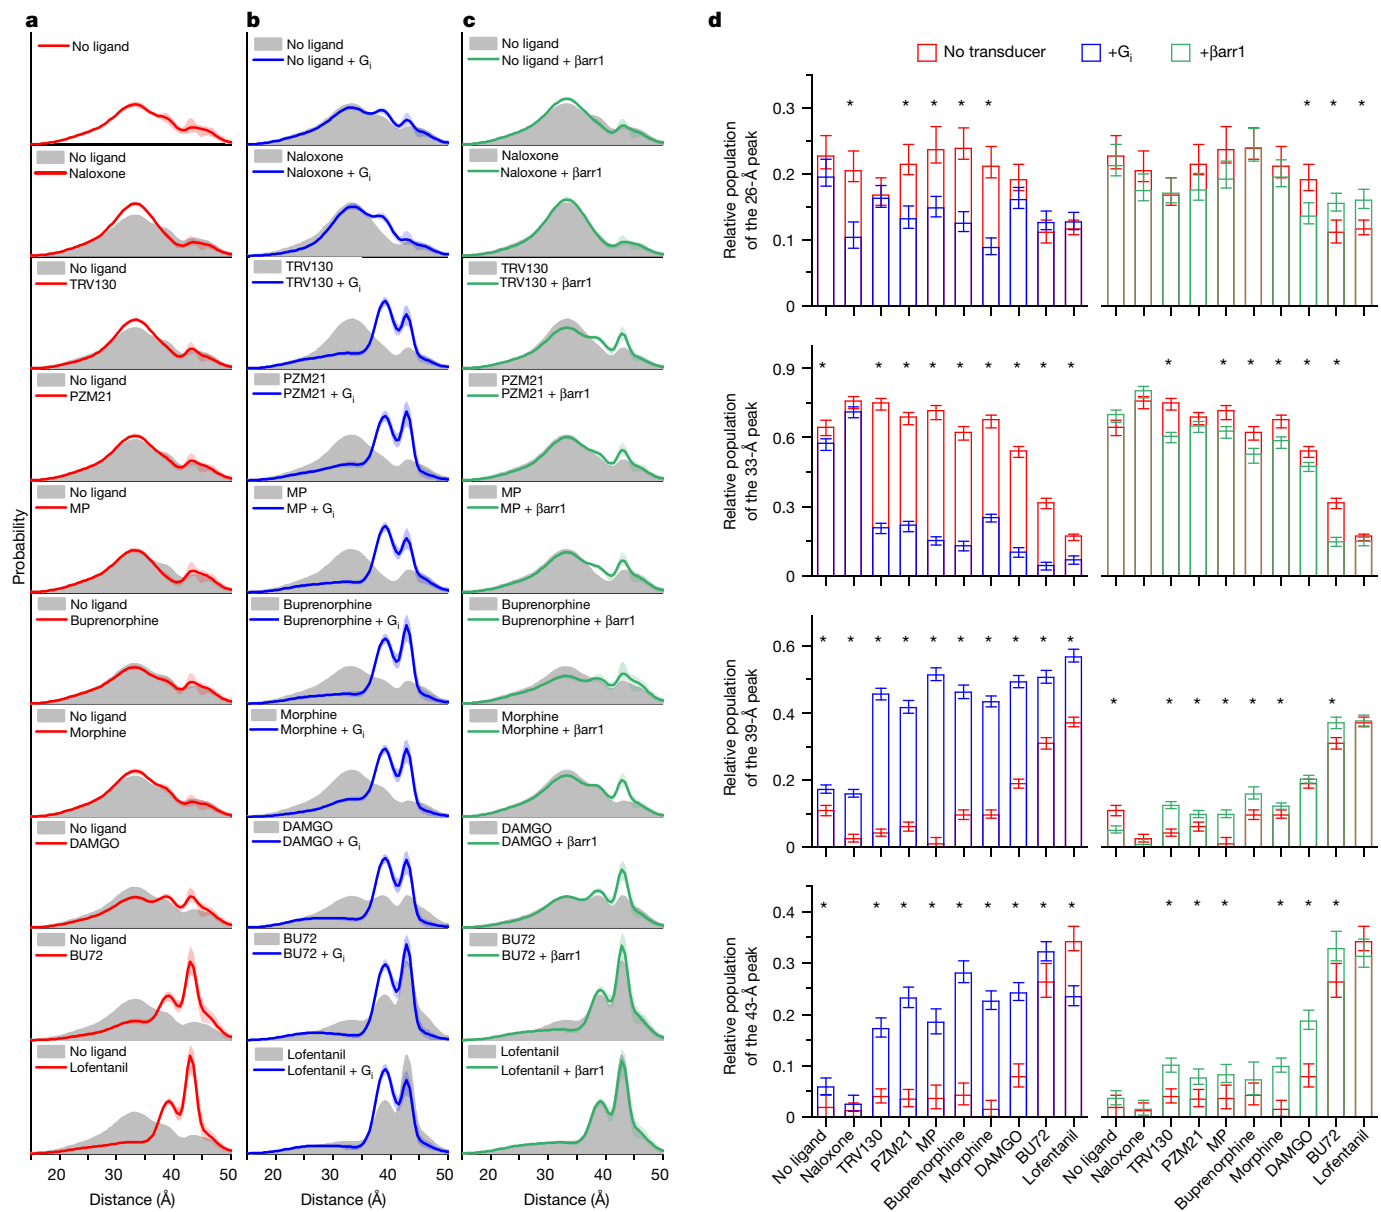 a
b
c
d
No ligand
No ligand
Naloxone
No ligand
TRV130
No ligand
PZM21
No ligand
MP
No ligand
Buprenorphine
No ligand
Morphine
No ligand
DAMGO
No ligand
BU72
No ligand
Lofentanil
Probability
20 30 40 50
Distance (Å)
No ligand
No ligand + Gi
Naloxone
Naloxone + Gi
TRV130
TRV130 + Gi
PZM21
PZM21 + Gi
MP
MP + Gi
Buprenorphine
Buprenorphine + Gi
Morphine
Morphine + Gi
DAMGO
DAMGO + Gi
BU72
BU72 + Gi
Lofentanil
Lofentanil + Gi
20 30 40 50
Distance (Å)
No ligand
No ligand + βarr1
Naloxone
Naloxone + βarr1
TRV130
TRV130 + βarr1
PZM21
PZM21 + βarr1
MP
MP + βarr1
Buprenorphine
Buprenorphine + βarr1
Morphine
Morphine + βarr1
DAMGO
DAMGO + βarr1
BU72
BU72 + βarr1
Lofentanil
Lofentanil + βarr1
20 30 40 50
Distance (Å)
No transducer +Gi +βarr1
Relative population
of the 26-Å peak
0.3
0.2
0.1
0
* * * * * * * *
Relative population
of the 33-Å peak
0.9
0.6
0.3
0
* * * * * * * * * * * * * * *
Relative population
of the 39-Å peak
0.6
0.4
0.2
0
* * * * * * * * * * * * * * * * *
Relative population
of the 43-Å peak
0.4
0.3
0.2
0.1
0
* * * * * * * * * * * * * * *
No ligand
Naloxone
TRV130
PZM21
MP
Buprenorphine
Morphine
DAMGO
BU72
Lofentanil
No ligand
Naloxone
TRV130
PZM21
MP
Buprenorphine
Morphine
DAMGO
BU72
Lofentanil